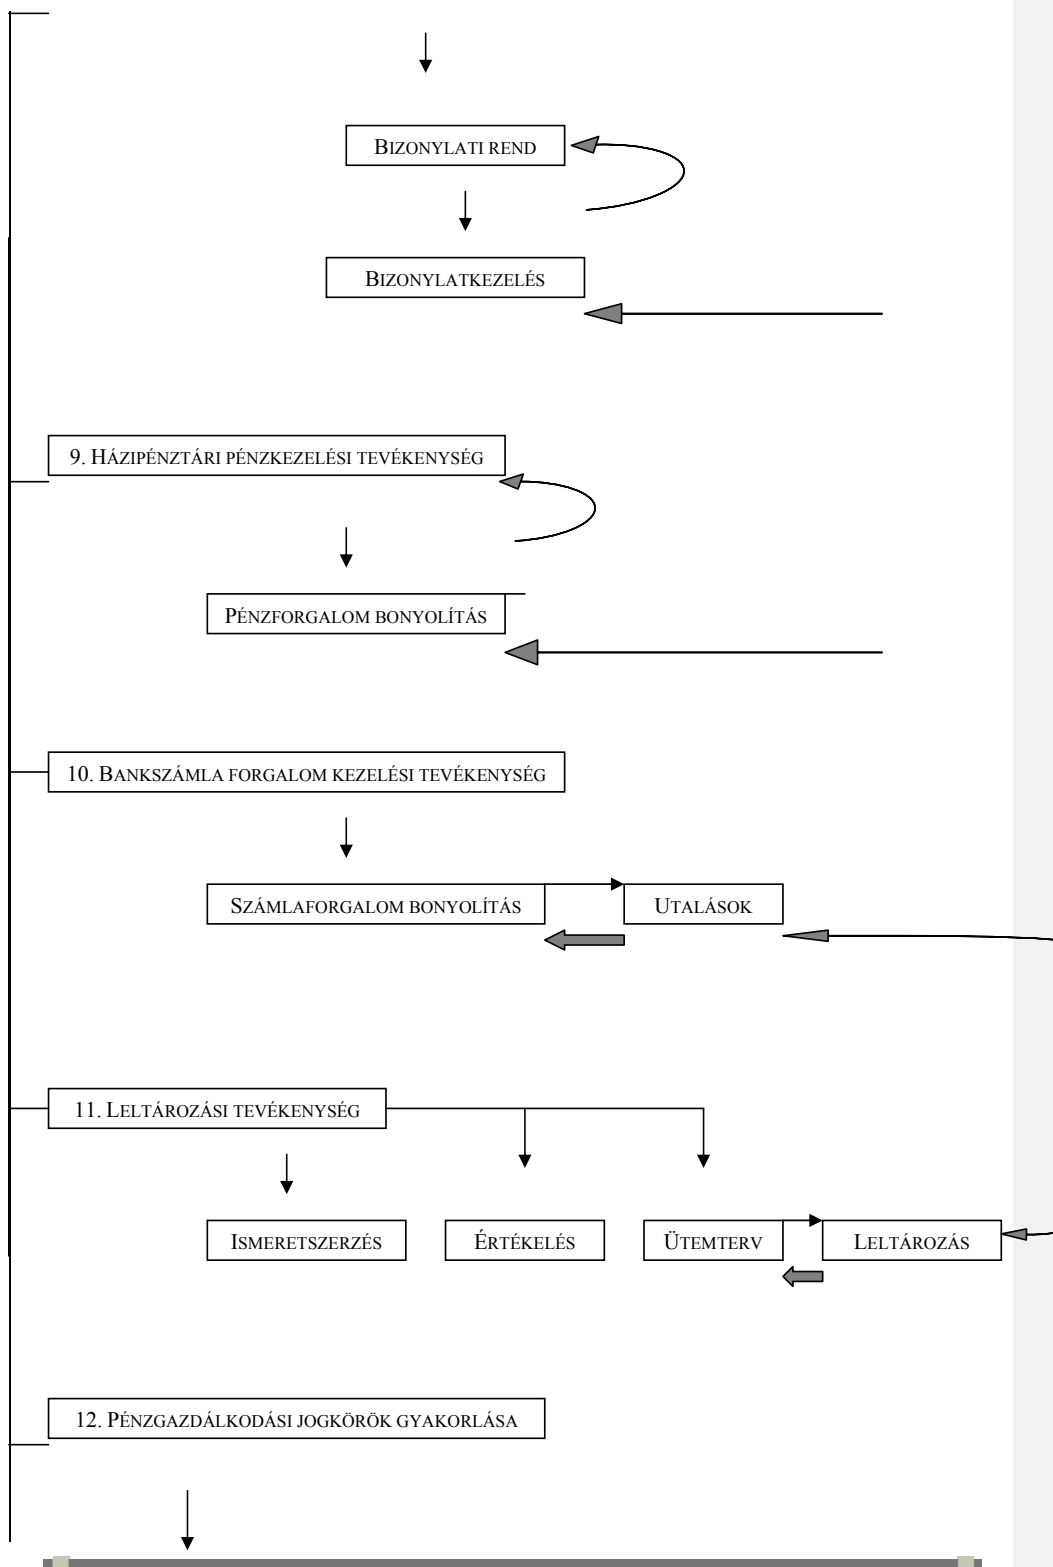 BIZONYLATI REND
BIZONYLATKEZELÉS
9. HÁZIPÉNZTÁRI PÉNZKEZELÉSI TEVÉKENYSÉG
PÉNZFORGALOM BONYOLÍTÁS
10. BANKSZÁMLA FORGALOM KEZELÉSI TEVÉKENYSÉG
SZÁMLAFORGALOM BONYOLÍTÁS
UTALÁSOK
11. LELTÁROZÁSI TEVÉKENYSÉG
ISMERETSZERZÉS
ÉRTÉKELÉS
ÜTEMTERV
LELTÁROZÁS
12. PÉNZGAZDÁLKODÁSI JOGKÖRÖK GYAKORLÁSA